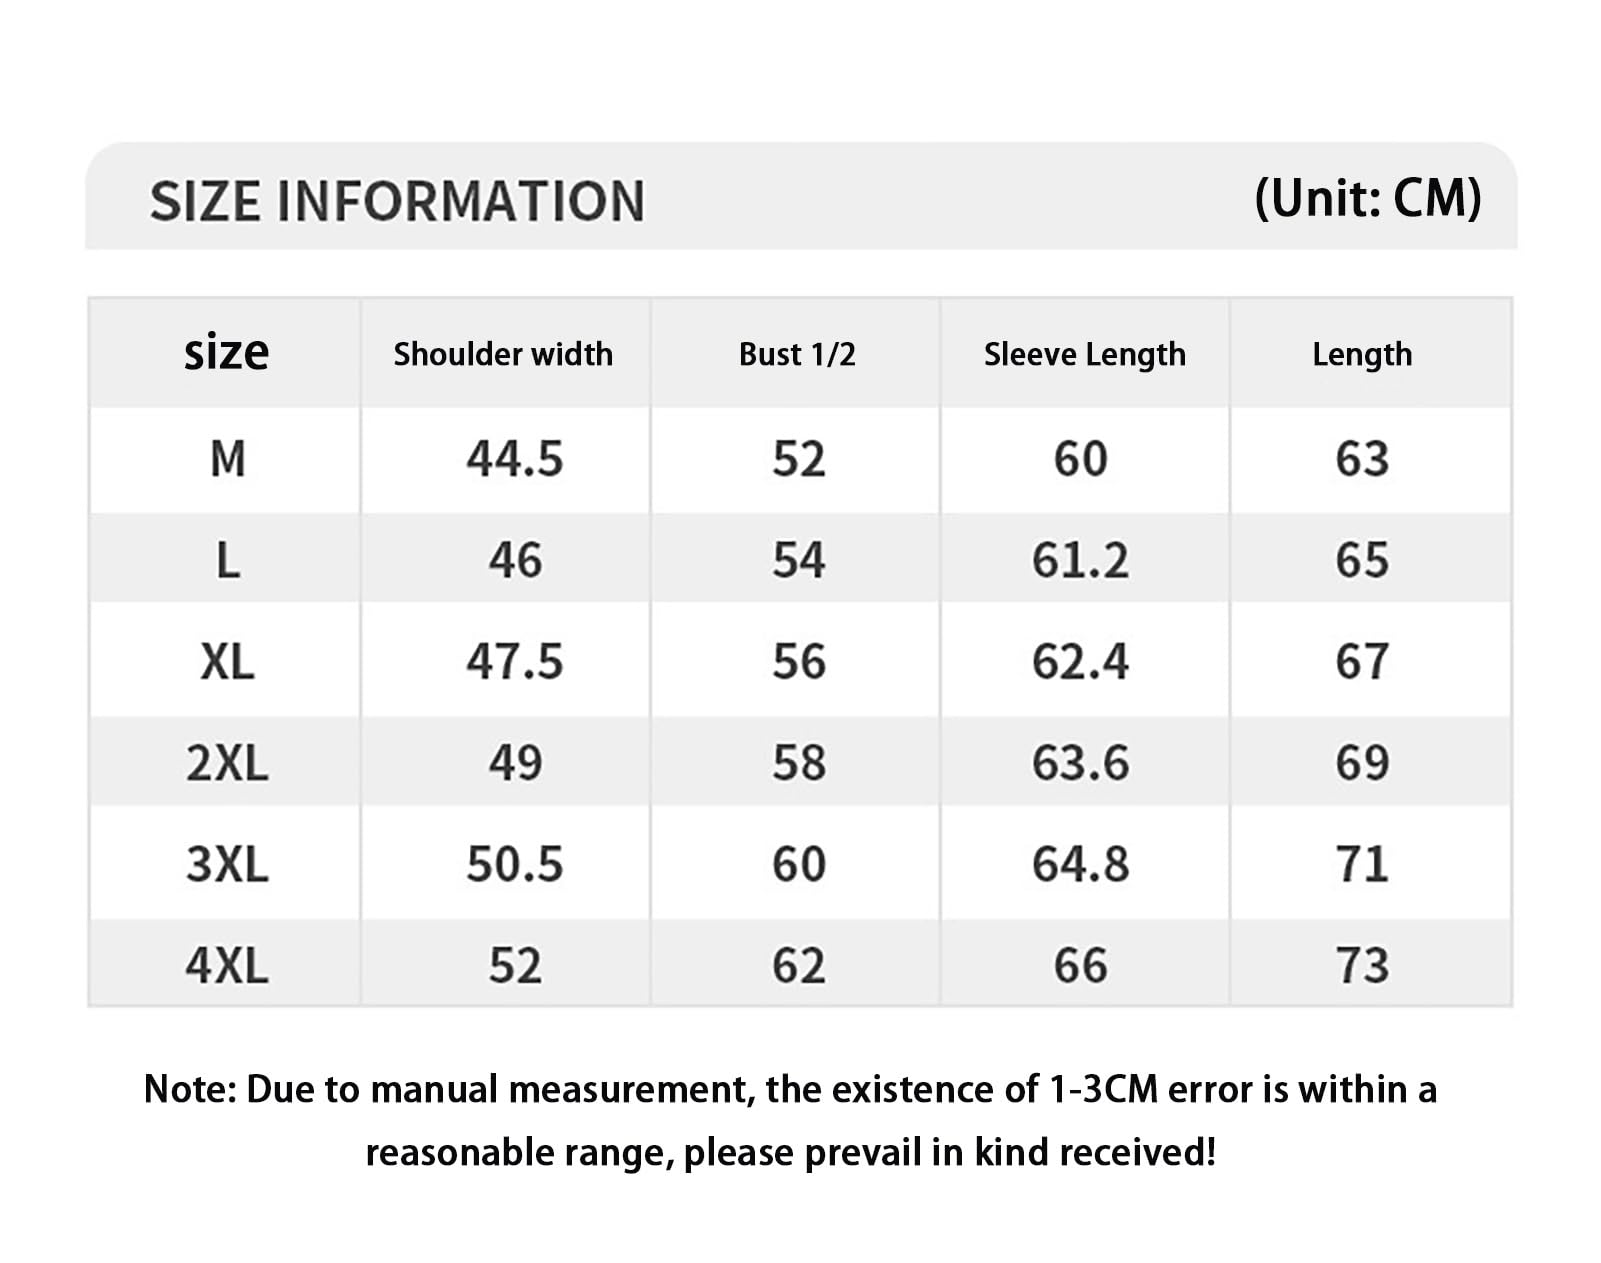 SIZE INFORMATION (Unit: CM)
size Shoulder width Bust 1/2 Sleeve Length Length
M 44.5 52 60 63
L 46 54 61.2 65
XL 47.5 56 62.4 67
2XL 49 58 63.6 69
3XL 50.5 60 64.8 71
4XL 52 62 66 73
Note: Due to manual measurement, the existence of 1-3CM error is within a
reasonable range, please prevail in kind received!